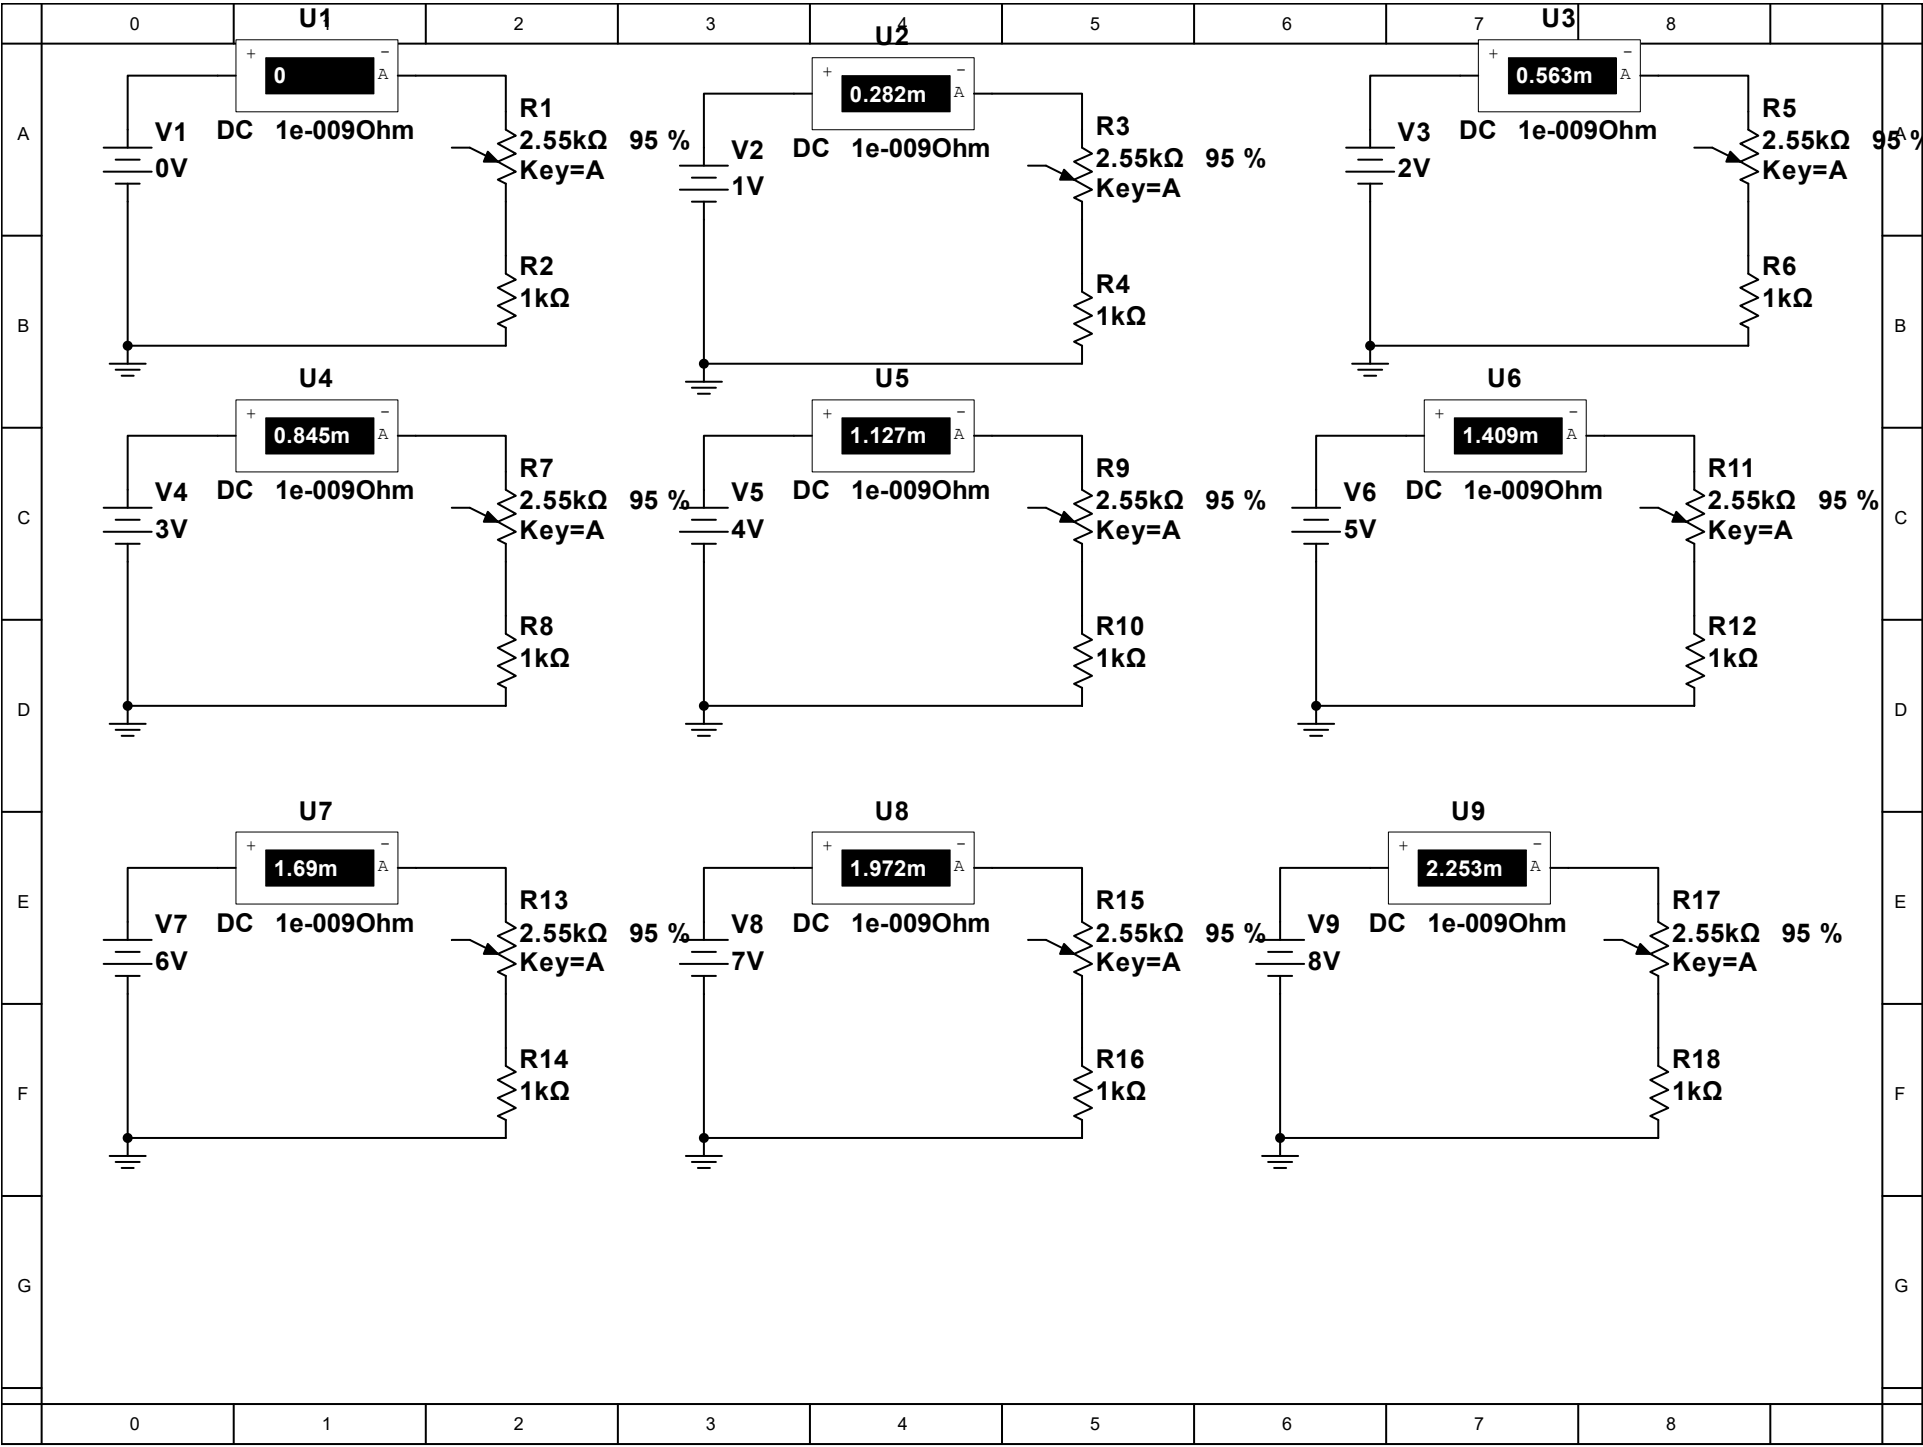 0 1 2 3 4 5 6 7 8
U1
+ − A
0
DC 1e-009Ohm
V1
0V
R1
2.55kΩ 95 %
Key=A
R2
1kΩ
U2
+ − A
0.282m
DC 1e-009Ohm
V2
1V
R3
2.55kΩ 95 %
Key=A
R4
1kΩ
U3
+ − A
0.563m
DC 1e-009Ohm
V3
2V
R5
2.55kΩ 95 %
Key=A
R6
1kΩ
U4
+ − A
0.845m
DC 1e-009Ohm
V4
3V
R7
2.55kΩ 95 %
Key=A
R8
1kΩ
U5
+ − A
1.127m
DC 1e-009Ohm
V5
4V
R9
2.55kΩ 95 %
Key=A
R10
1kΩ
U6
+ − A
1.409m
DC 1e-009Ohm
V6
5V
R11
2.55kΩ 95 %
Key=A
R12
1kΩ
U7
+ − A
1.69m
DC 1e-009Ohm
V7
6V
R13
2.55kΩ 95 %
Key=A
R14
1kΩ
U8
+ − A
1.972m
DC 1e-009Ohm
V8
7V
R15
2.55kΩ 95 %
Key=A
R16
1kΩ
U9
+ − A
2.253m
DC 1e-009Ohm
V9
8V
R17
2.55kΩ 95 %
Key=A
R18
1kΩ
A A
B B
C C
D D
E E
F F
G G
0 1 2 3 4 5 6 7 8